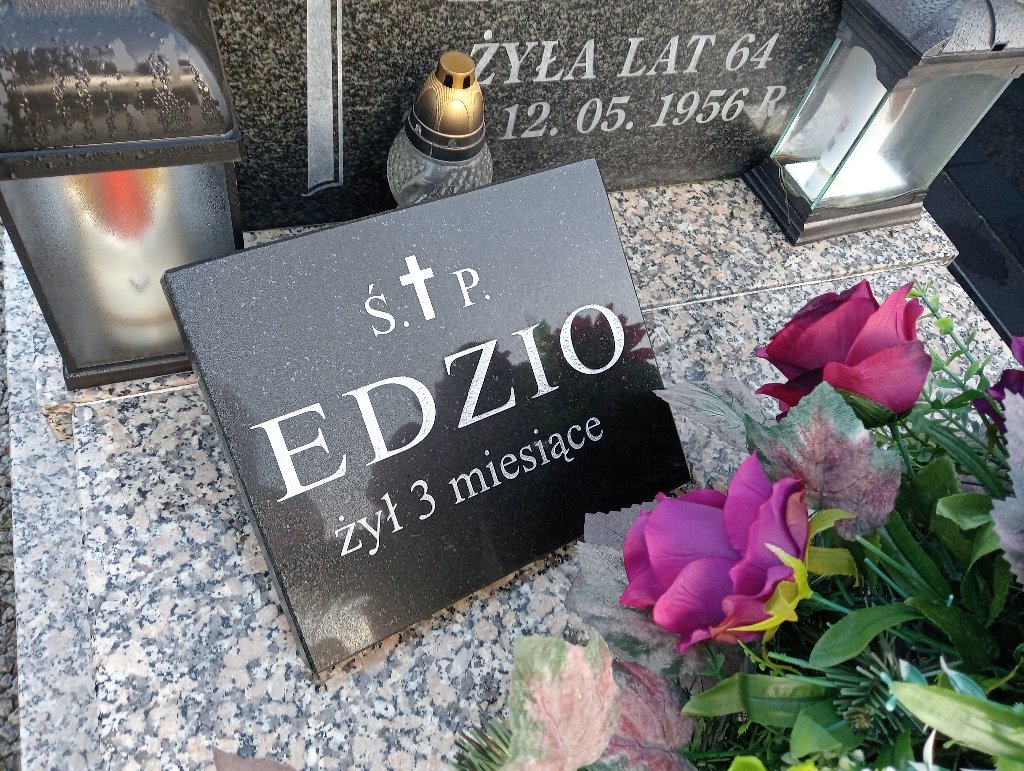 ŻYŁA LAT 64
12. 05. 1956 R
Ś. P.
EDZIO
żył 3 miesiące